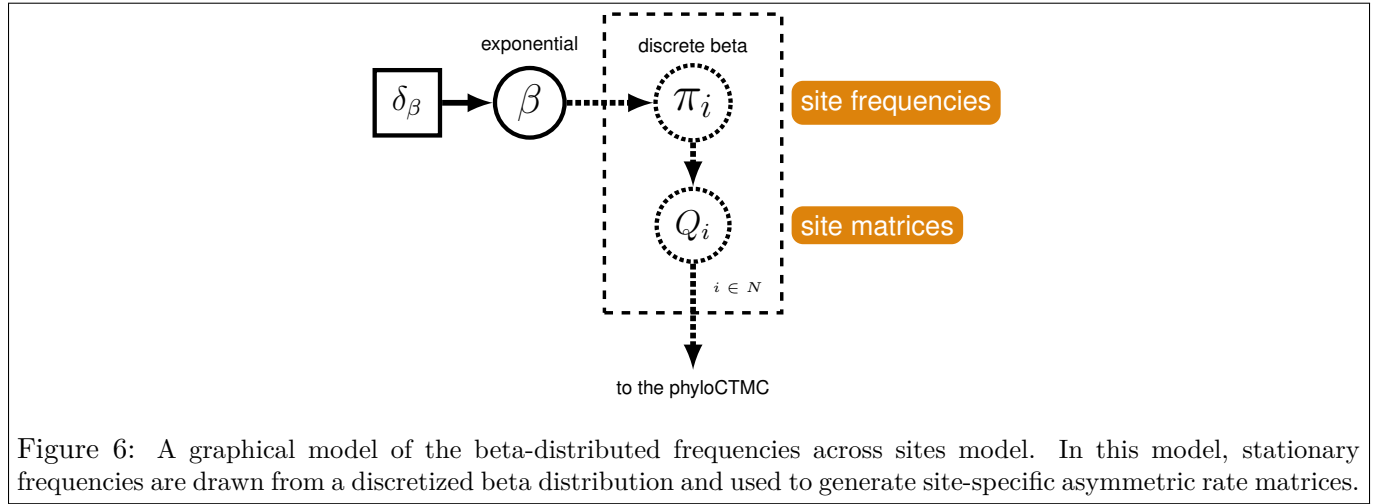 exponential
discrete beta
δβ
β
πi
site frequencies
Qi
site matrices
i ∈ N
to the phyloCTMC
Figure 6: A graphical model of the beta-distributed frequencies across sites model. In this model, stationary
frequencies are drawn from a discretized beta distribution and used to generate site-specific asymmetric rate matrices.